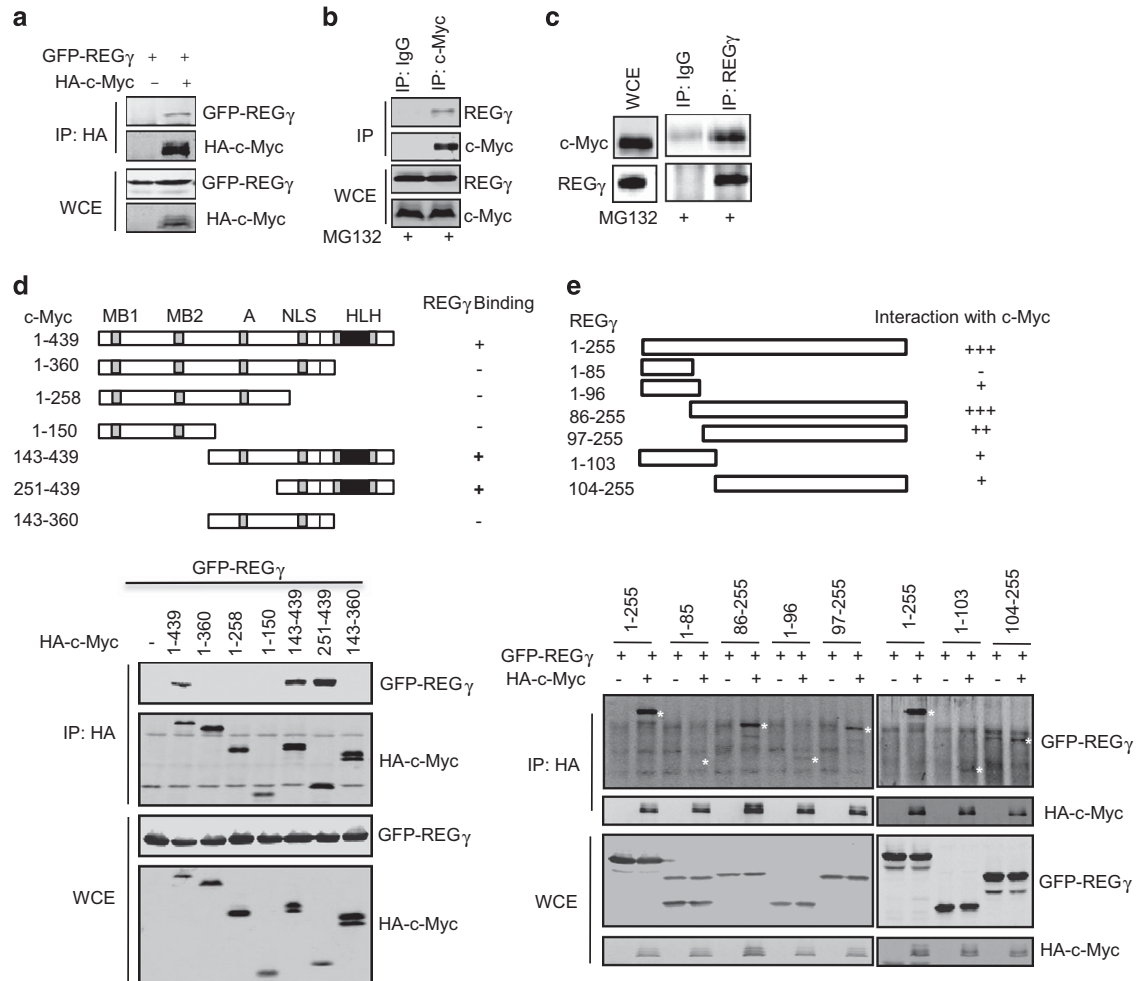 a
GFP-REGγ + +
HA-c-Myc − +
IP: HA
GFP-REGγ
HA-c-Myc
WCE
GFP-REGγ
HA-c-Myc
b
IP: IgG
IP: c-Myc
IP
REGγ
c-Myc
WCE
REGγ
c-Myc
MG132 + +
c
WCE
IP: IgG
IP: REGγ
c-Myc
REGγ
MG132 + +
d
c-Myc MB1 MB2 A NLS HLH REGγ Binding
1-439 +
1-360 -
1-258 -
1-150 -
143-439 +
251-439 +
143-360 -
GFP-REGγ
HA-c-Myc - 1-439 1-360 1-258 1-150 143-439 251-439 143-360
IP: HA
GFP-REGγ
HA-c-Myc
WCE
GFP-REGγ
HA-c-Myc
e
REGγ Interaction with c-Myc
1-255 +++
1-85 -
1-96 +
86-255 +++
97-255 ++
1-103 +
104-255 +
1-255 1-85 86-255 1-96 97-255 1-255 1-103 104-255
GFP-REGγ + + + + + + + + + + + + + + + +
HA-c-Myc - + - + - + - + - + - + - + - +
IP: HA
* * * * * * * *
GFP-REGγ
HA-c-Myc
WCE
GFP-REGγ
HA-c-Myc